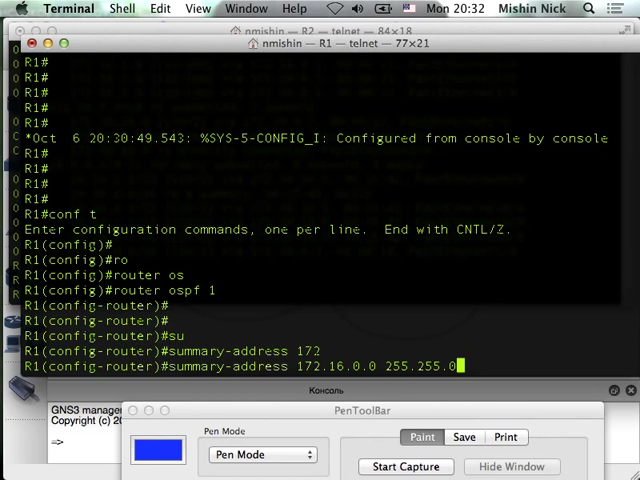 Terminal Shell Edit View Window Help Mon 20:32 Mishin Nick
nmishin — R2 — telnet — 84×18
nmishin — R1 — telnet — 77×21
R1#
R1#
R1#
R1#
R1#
*Oct  6 20:30:49.543: %SYS-5-CONFIG_I: Configured from console by console
R1#
R1#
R1#
R1#
R1#conf t
Enter configuration commands, one per line.  End with CNTL/Z.
R1(config)#
R1(config)#ro
R1(config)#router os
R1(config)#router ospf 1
R1(config-router)#
R1(config-router)#
R1(config-router)#su
R1(config-router)#summary-address 172
R1(config-router)#summary-address 172.16.0.0 255.255.0
Консоль
GNS3 manage
Copyright (c) 20
=>
PenToolBar
Pen Mode
Pen Mode
Paint Save Print
Start Capture Hide Window